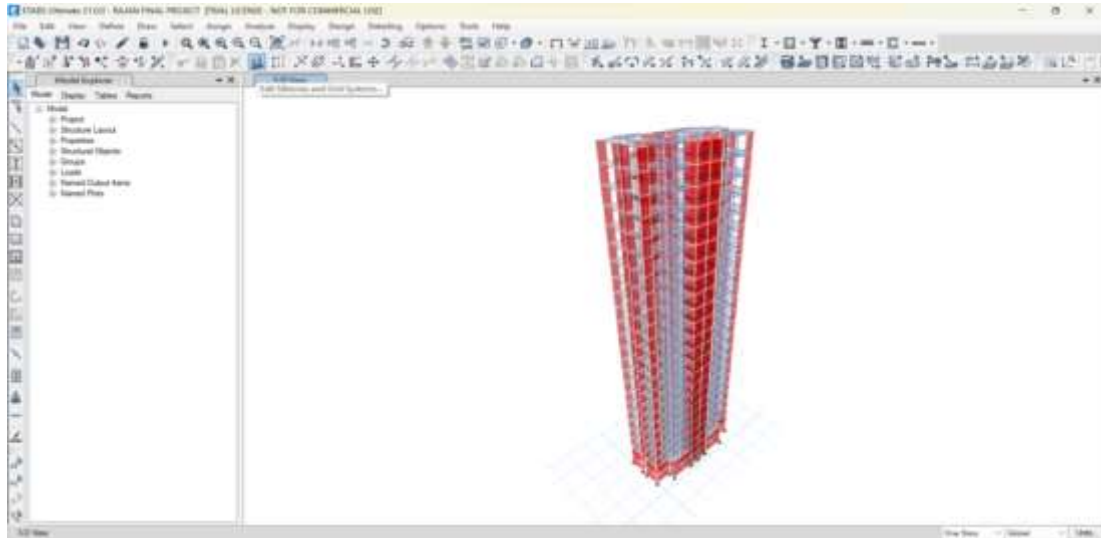 ETABS Ultimate 21.0.0 - RAJAN FINAL PROJECT [TRIAL LICENSE - NOT FOR COMMERCIAL USE]
File Edit View Define Draw Select Assign Analyze Display Design Detailing Options Tools Help
Model Explorer
3-D View
Edit Stories and Grid Systems...
Model Display Tables Reports
Model
Project
Structure Layout
Properties
Structural Objects
Groups
Loads
Named Output Items
Named Plots
3-D View
One Story
Global
Units...